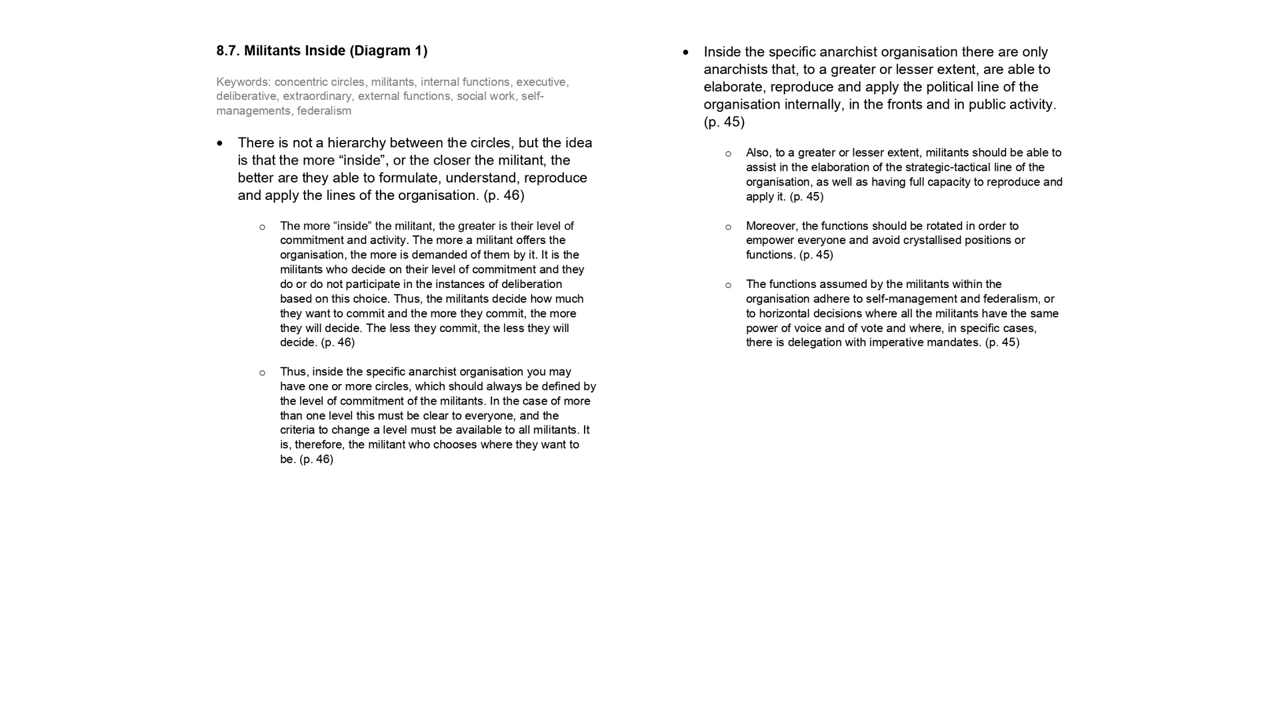 8.7. Militants Inside (Diagram 1)
Keywords: concentric circles, militants, internal functions, executive,
deliberative, extraordinary, external functions, social work, self-
managements, federalism
• There is not a hierarchy between the circles, but the idea
is that the more “inside”, or the closer the militant, the
better are they able to formulate, understand, reproduce
and apply the lines of the organisation. (p. 46)
o The more “inside” the militant, the greater is their level of
commitment and activity. The more a militant offers the
organisation, the more is demanded of them by it. It is the
militants who decide on their level of commitment and they
do or do not participate in the instances of deliberation
based on this choice. Thus, the militants decide how much
they want to commit and the more they commit, the more
they will decide. The less they commit, the less they will
decide. (p. 46)
o Thus, inside the specific anarchist organisation you may
have one or more circles, which should always be defined by
the level of commitment of the militants. In the case of more
than one level this must be clear to everyone, and the
criteria to change a level must be available to all militants. It
is, therefore, the militant who chooses where they want to
be. (p. 46)
• Inside the specific anarchist organisation there are only
anarchists that, to a greater or lesser extent, are able to
elaborate, reproduce and apply the political line of the
organisation internally, in the fronts and in public activity.
(p. 45)
o Also, to a greater or lesser extent, militants should be able to
assist in the elaboration of the strategic-tactical line of the
organisation, as well as having full capacity to reproduce and
apply it. (p. 45)
o Moreover, the functions should be rotated in order to
empower everyone and avoid crystallised positions or
functions. (p. 45)
o The functions assumed by the militants within the
organisation adhere to self-management and federalism, or
to horizontal decisions where all the militants have the same
power of voice and of vote and where, in specific cases,
there is delegation with imperative mandates. (p. 45)